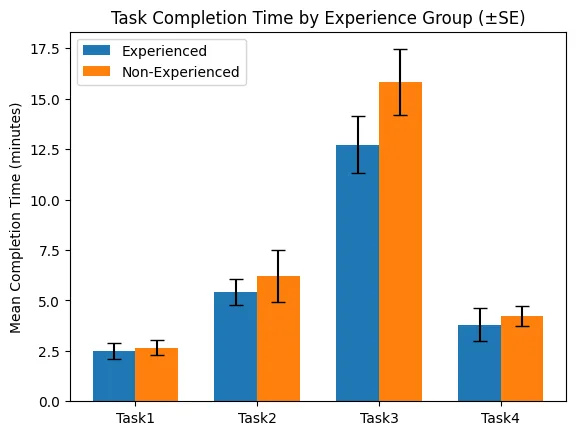 Task Completion Time by Experience Group (±SE)
Experienced
Non-Experienced
Mean Completion Time (minutes)
17.5
15.0
12.5
10.0
7.5
5.0
2.5
0.0
Task1 Task2 Task3 Task4